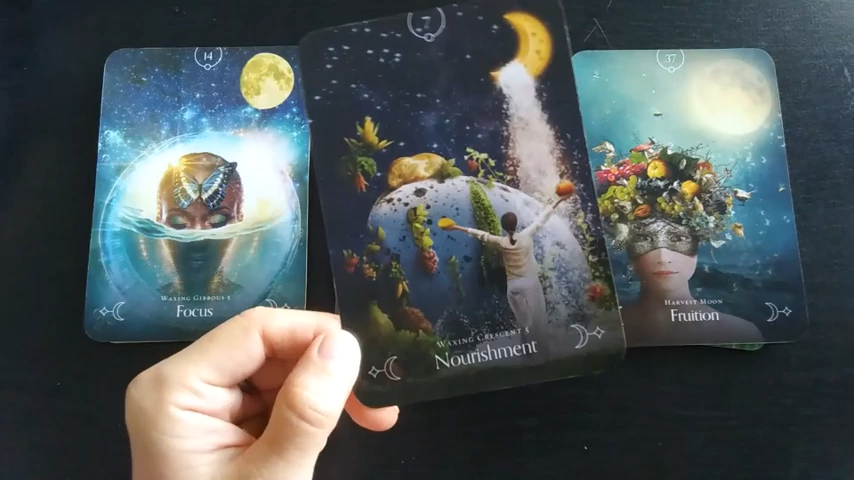 14
WAXING GIBBOUS 5
Focus
7
WAXING CRESCENT 5
Nourishment
37
HARVEST MOON
Fruition